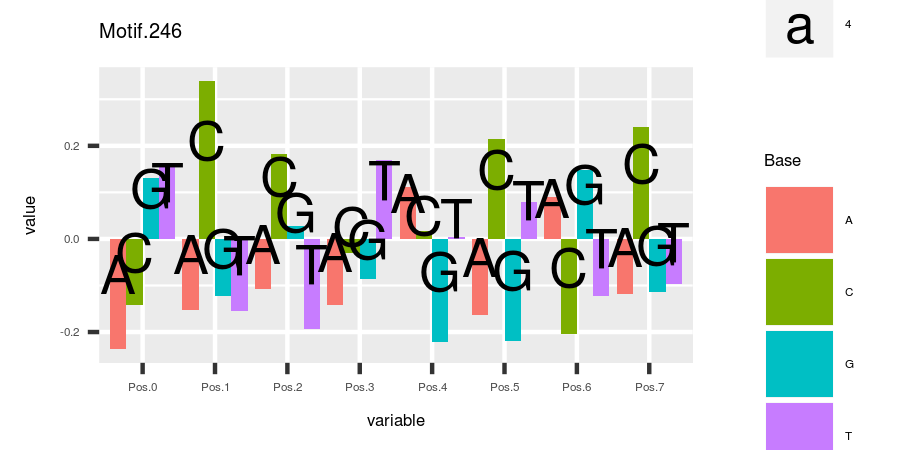 Motif.246
a 4
value
0.2
0.0
-0.2
A C G T A C G T A C G T A C G T A C G T A C G T A C G T A C G T
Pos.0 Pos.1 Pos.2 Pos.3 Pos.4 Pos.5 Pos.6 Pos.7
variable
Base
A
C
G
T